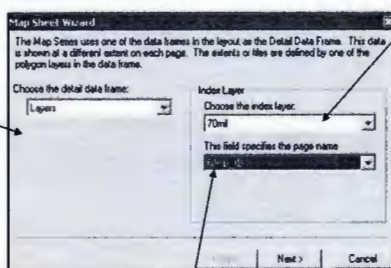 Map Sheet Wizard
The Map Series uses one of the data frames in the layout as the Detail Data Frame. This data
is shown at a different extent on each page. The extents or tiles are defined by one of the
polygon layers in the data frame.
Choose the detail data frame:
Layers
Index Layer
Choose the index layer:
70mil
This field specifies the page name
Next >
Cancel